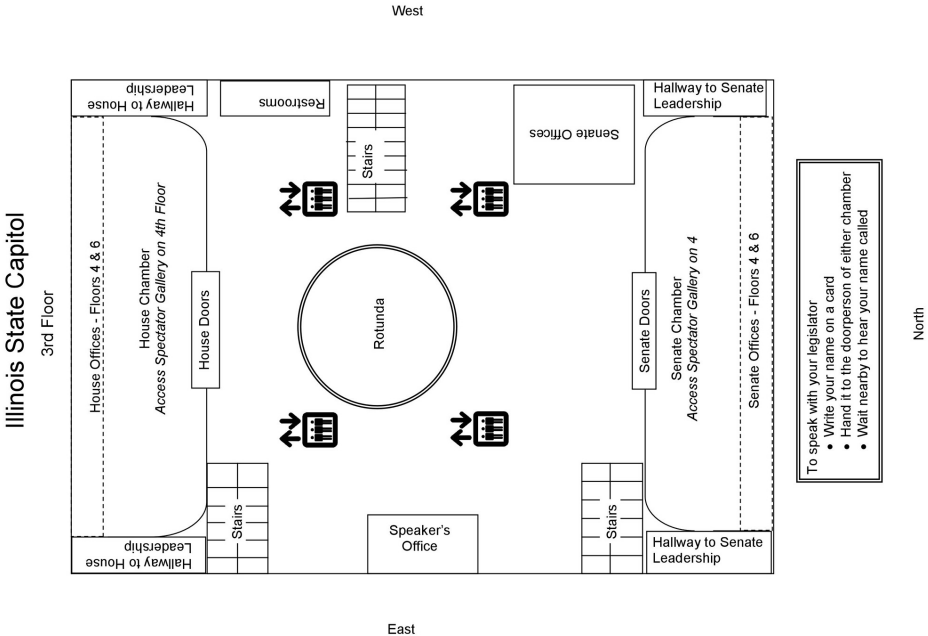 West
Illinois State Capitol
3rd Floor
Hallway to House
Leadership
Restrooms
Stairs
Senate Offices
Hallway to Senate
Leadership
House Offices - Floors 4 & 6
House Chamber
Access Spectator Gallery on 4th Floor
House Doors
Rotunda
Senate Doors
Senate Chamber
Access Spectator Gallery on 4
Senate Offices - Floors 4 & 6
To speak with your legislator
• Write your name on a card
• Hand it to the doorperson of either chamber
• Wait nearby to hear your name called
North
Hallway to House
Leadership
Stairs
Speaker's
Office
Stairs
Hallway to Senate
Leadership
East